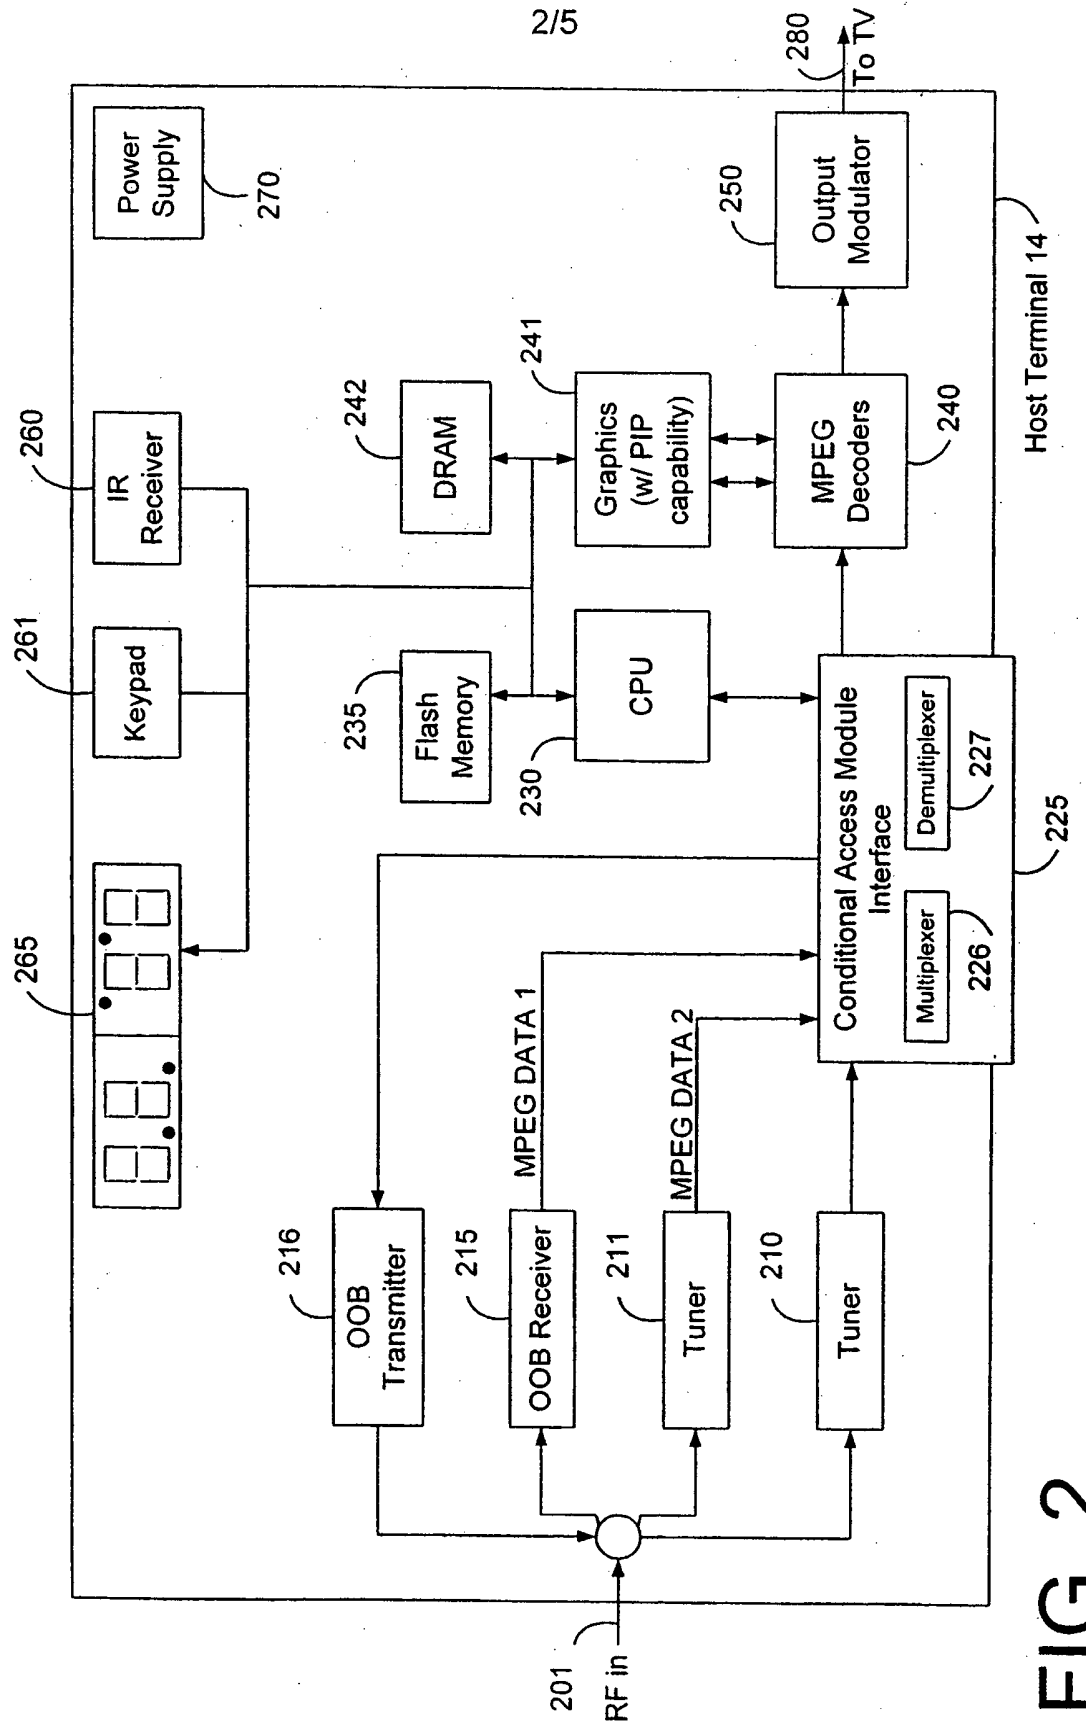 2/5
Power
Supply
270
260
IR
Receiver
261
Keypad
265
242
DRAM
241
Graphics
(w/ PIP
capability)
235
Flash
Memory
230
CPU
250
Output
Modulator
280
To TV
MPEG
Decoders
240
Host Terminal 14
216
OOB
Transmitter
215
OOB Receiver
MPEG DATA 1
211
Tuner
MPEG DATA 2
210
Tuner
Conditional Access Module
Interface
Multiplexer
226
Demultiplexer
227
225
201
RF in
FIG. 2